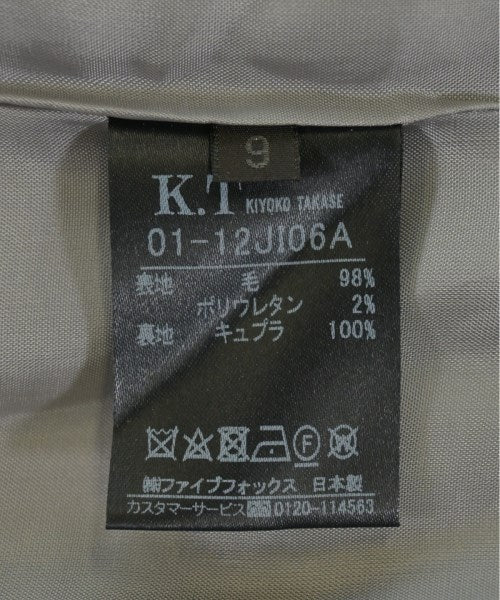 9
K.T KIYOKO TAKASE
01-12JI06A
表地 毛 98%
ポリウレタン 2%
裏地 キュプラ 100%
㈱ファイブフォックス 日本製
カスタマーサービス 0120-114563